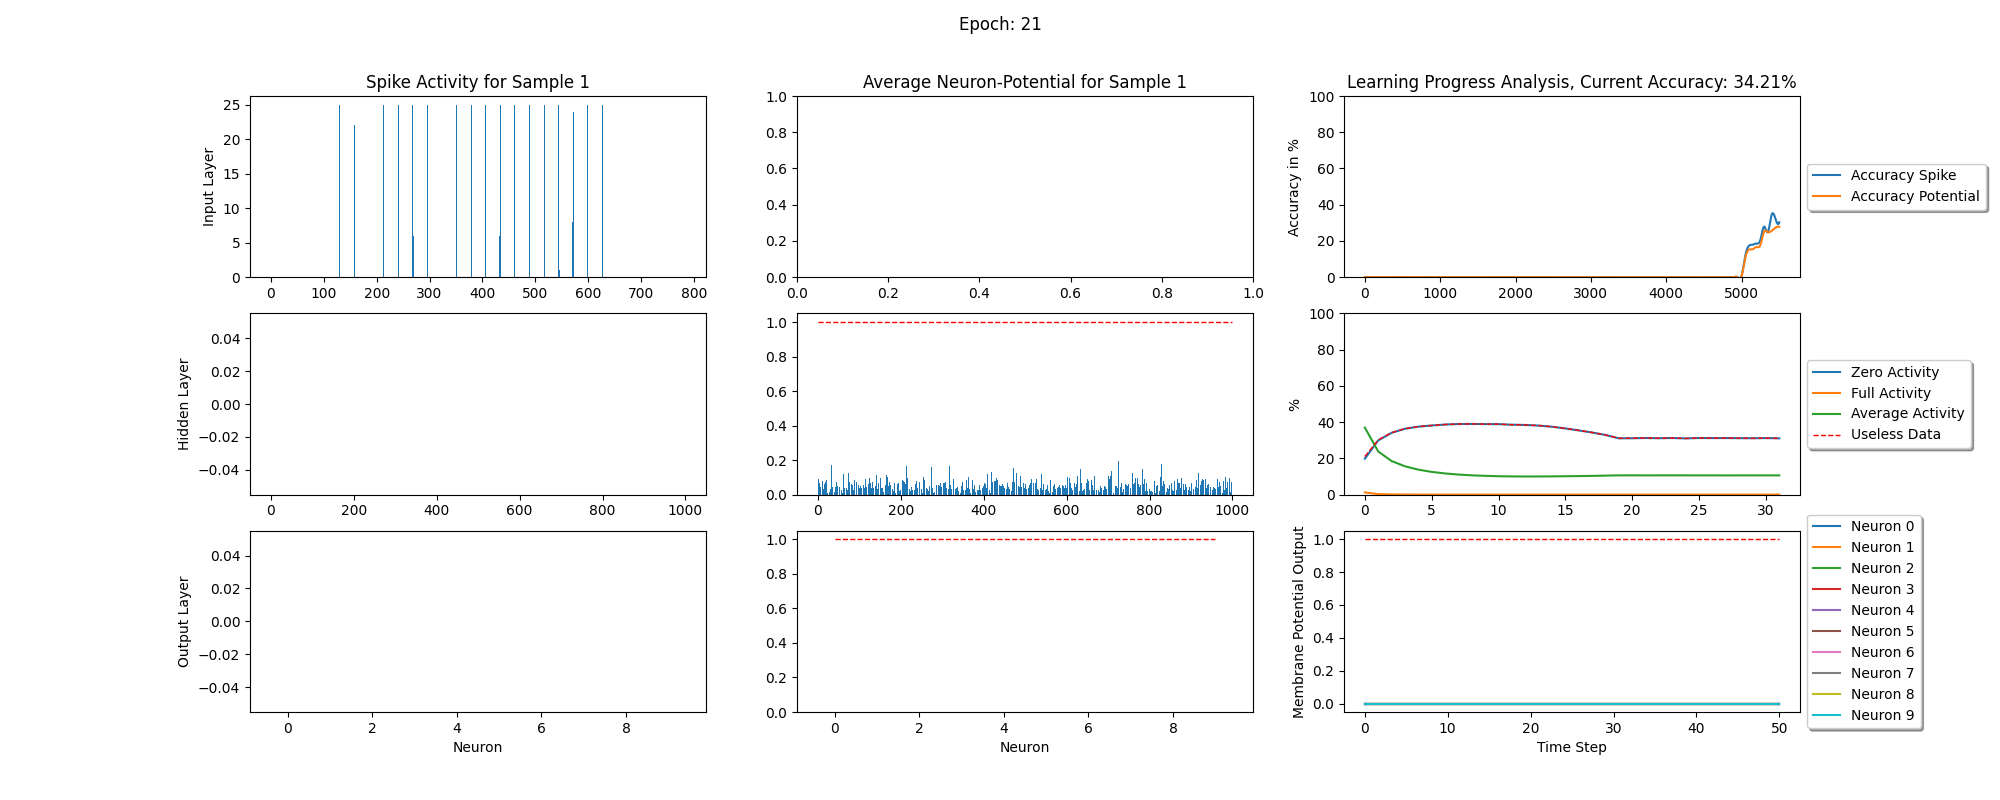 Epoch: 21
Spike Activity for Sample 1
Average Neuron-Potential for Sample 1
Learning Progress Analysis, Current Accuracy: 34.21%
Input Layer
25
20
15
10
5
0
0 100 200 300 400 500 600 700 800
1.0
0.8
0.6
0.4
0.2
0.0
0.0 0.2 0.4 0.6 0.8 1.0
Accuracy in %
100
80
60
40
20
0
0 1000 2000 3000 4000 5000
Accuracy Spike
Accuracy Potential
Hidden Layer
0.04
0.02
0.00
−0.02
−0.04
0 200 400 600 800 1000
1.0
0.8
0.6
0.4
0.2
0.0
0 200 400 600 800 1000
%
100
80
60
40
20
0
0 5 10 15 20 25 30
Zero Activity
Full Activity
Average Activity
Useless Data
Output Layer
0.04
0.02
0.00
−0.02
−0.04
0 2 4 6 8
Neuron
1.0
0.8
0.6
0.4
0.2
0.0
0 2 4 6 8
Neuron
Membrane Potential Output
1.0
0.8
0.6
0.4
0.2
0.0
0 10 20 30 40 50
Time Step
Neuron 0
Neuron 1
Neuron 2
Neuron 3
Neuron 4
Neuron 5
Neuron 6
Neuron 7
Neuron 8
Neuron 9